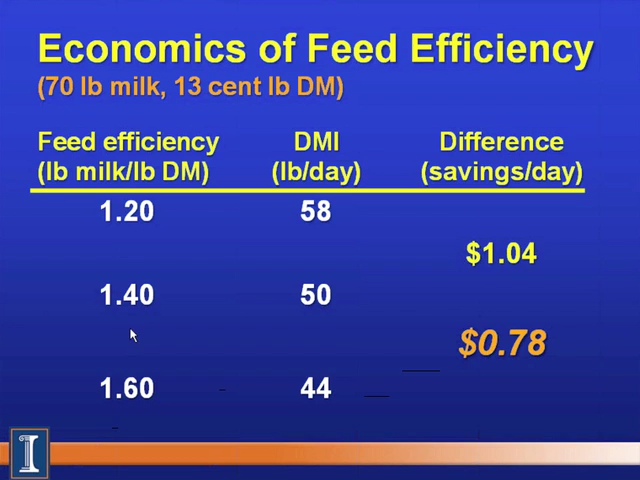 Economics of Feed Efficiency
(70 lb milk, 13 cent lb DM)
Feed efficiency DMI Difference
(lb milk/lb DM) (lb/day) (savings/day)
1.20 58
$1.04
1.40 50
$0.78
1.60 44
I